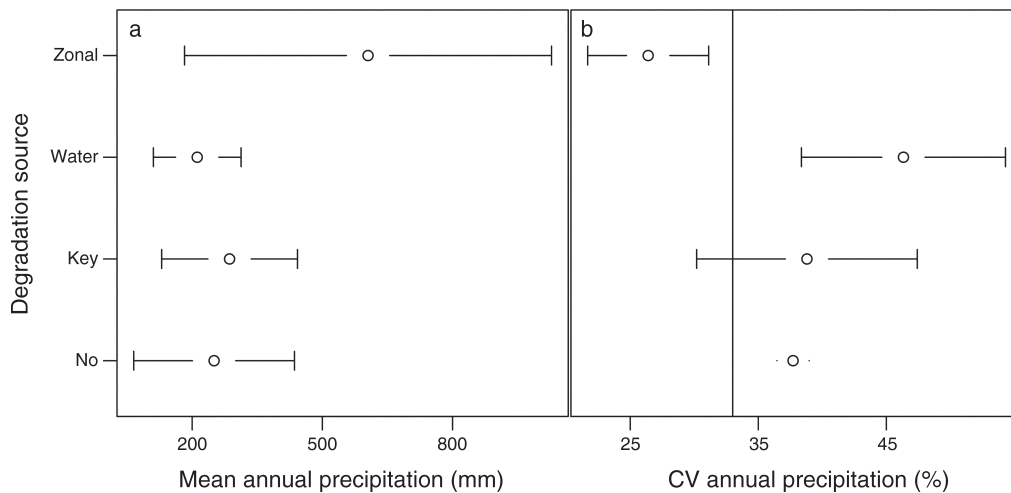 a
b
Zonal
Water
Key
No
Degradation source
200
500
800
25
35
45
Mean annual precipitation (mm)
CV annual precipitation (%)